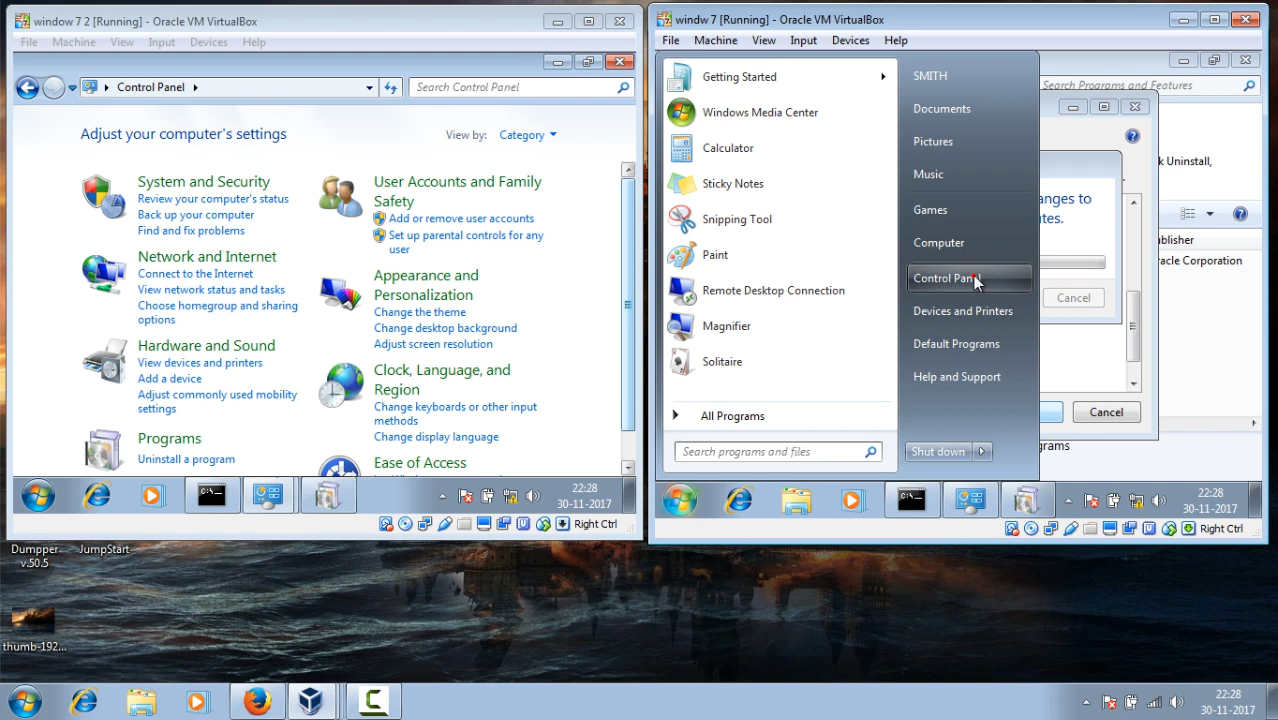 window 7 2 [Running] - Oracle VM VirtualBox
File Machine View Input Devices Help
Control Panel
Search Control Panel
Adjust your computer's settings
View by: Category
System and Security
Review your computer's status
Back up your computer
Find and fix problems
Network and Internet
Connect to the Internet
View network status and tasks
Choose homegroup and sharing
options
Hardware and Sound
View devices and printers
Add a device
Adjust commonly used mobility
settings
Programs
Uninstall a program
User Accounts and Family
Safety
Add or remove user accounts
Set up parental controls for any
user
Appearance and
Personalization
Change the theme
Change desktop background
Adjust screen resolution
Clock, Language, and
Region
Change keyboards or other input
methods
Change display language
Ease of Access
C:\_
22:28
30-11-2017
Right Ctrl
windw 7 [Running] - Oracle VM VirtualBox
File Machine View Input Devices Help
Getting Started
Windows Media Center
Calculator
Sticky Notes
Snipping Tool
Paint
Remote Desktop Connection
Magnifier
Solitaire
All Programs
Search programs and files
SMITH
Documents
Pictures
Music
Games
Computer
Control Panel
Devices and Printers
Default Programs
Help and Support
Shut down
Search Programs and Features
k Uninstall,
anges to
tes.
ublisher
racle Corporation
Cancel
Cancel
rams
C:\_
22:28
30-11-2017
Right Ctrl
Dumpper
v.50.5
JumpStart
thumb-192...
22:28
30-11-2017